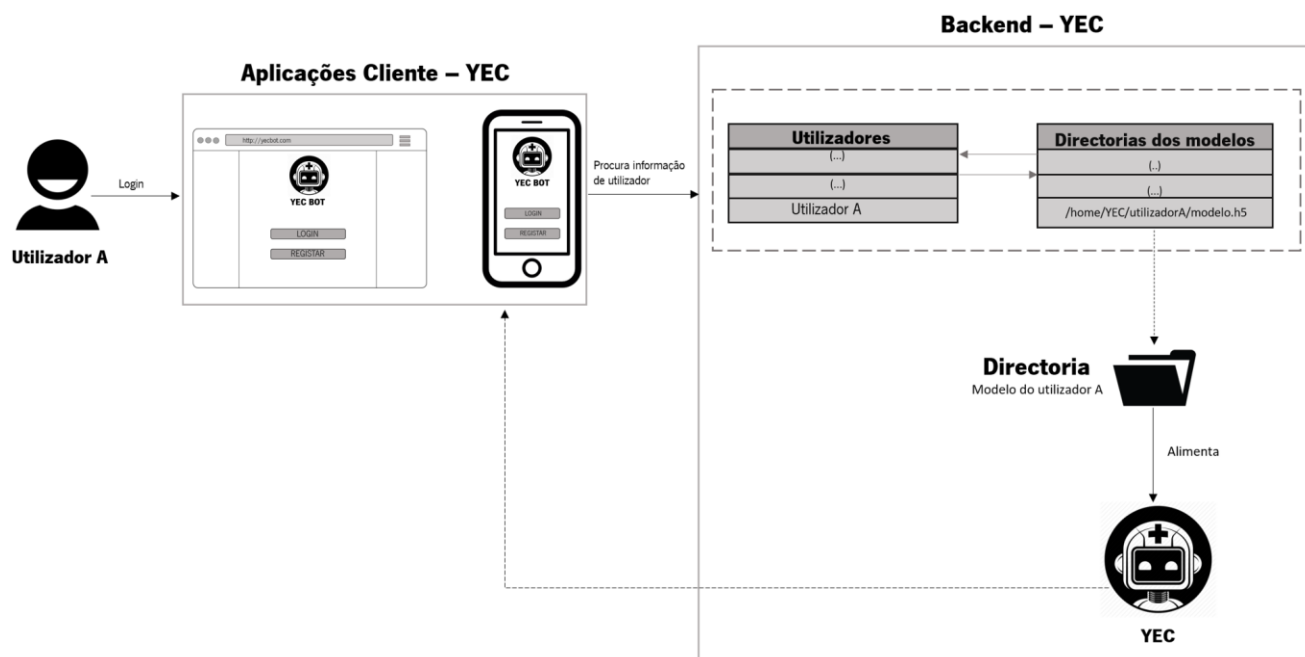 Backend – YEC
Aplicações Cliente – YEC
Utilizador A
Login
http://yecbot.com
YEC BOT
LOGIN
REGISTAR
YEC BOT
LOGIN
REGISTAR
Procura informação
de utilizador
Utilizadores
(...)
(...)
Utilizador A
Directorias dos modelos
(..)
(...)
/home/YEC/utilizadorA/modelo.h5
Directoria
Modelo do utilizador A
Alimenta
YEC